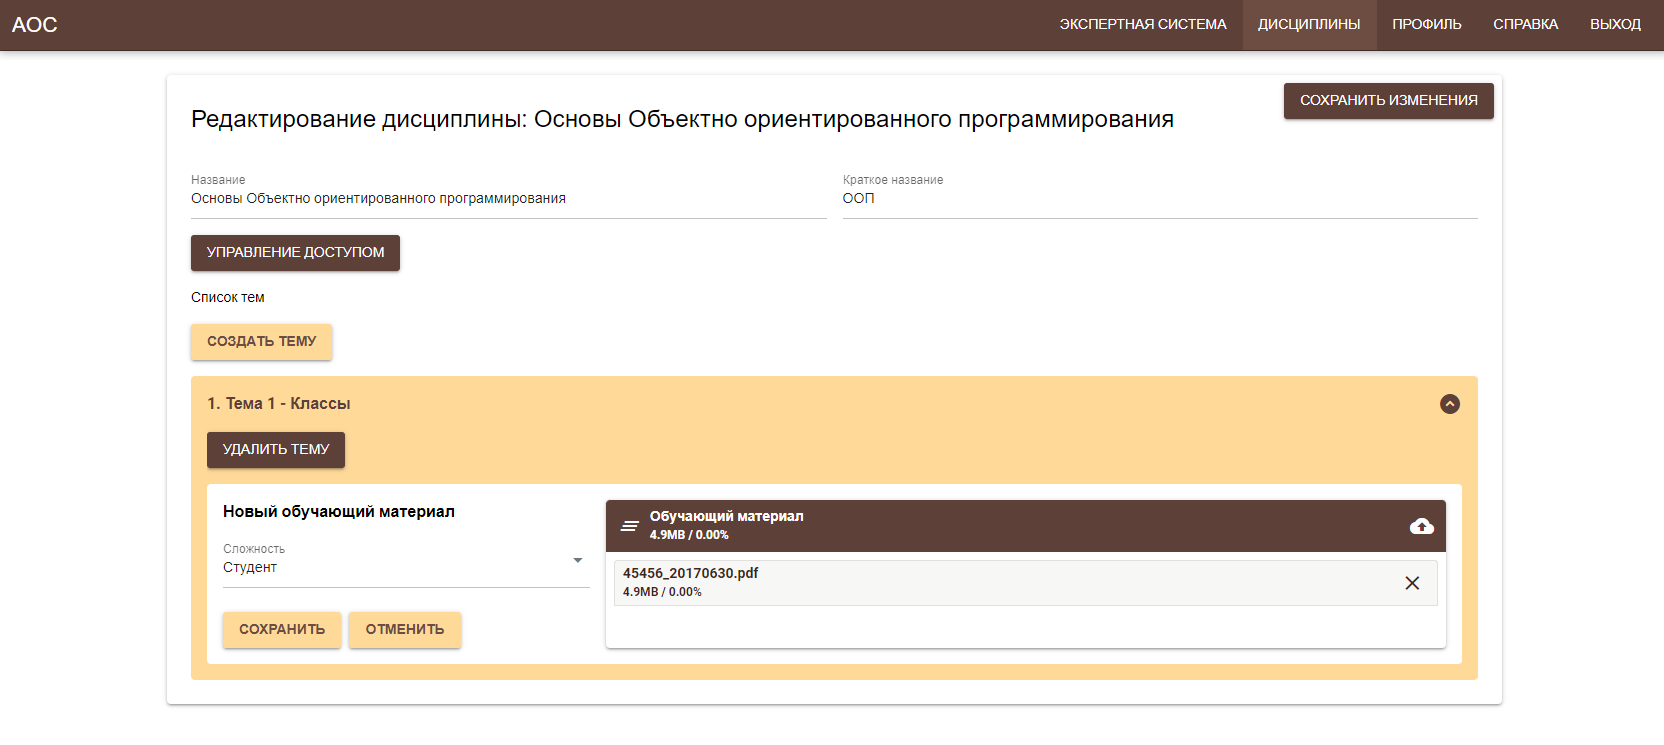 АОС
ЭКСПЕРТНАЯ СИСТЕМА
ДИСЦИПЛИНЫ
ПРОФИЛЬ
СПРАВКА
ВЫХОД
СОХРАНИТЬ ИЗМЕНЕНИЯ
Редактирование дисциплины: Основы Объектно ориентированного программирования
Название
Основы Объектно ориентированного программирования
Краткое название
ООП
УПРАВЛЕНИЕ ДОСТУПОМ
Список тем
СОЗДАТЬ ТЕМУ
1. Тема 1 - Классы
УДАЛИТЬ ТЕМУ
Новый обучающий материал
Сложность
Студент
СОХРАНИТЬ
ОТМЕНИТЬ
Обучающий материал
4.9MB / 0.00%
45456_20170630.pdf
4.9MB / 0.00%